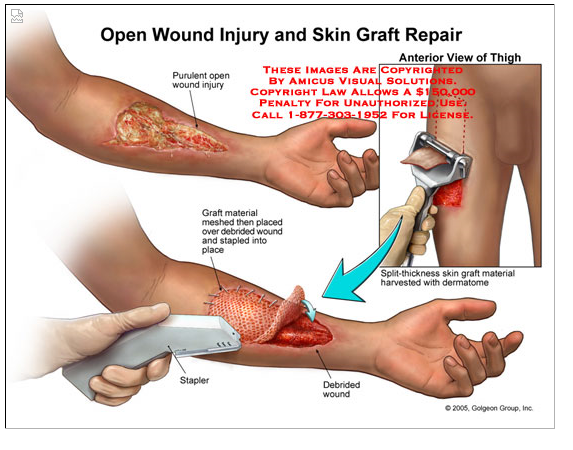 Open Wound Injury and Skin Graft Repair
Anterior View of Thigh
These Images Are Copyrighted
By Amicus Visual Solutions.
Copyright Law Allows A $150,000
Penalty For Unauthorized Use.
Call 1-877-303-1952 For License.
Purulent open
wound injury
Graft material
meshed then placed
over debrided wound
and stapled into
place
Split-thickness skin graft material
harvested with dermatome
Stapler
Debrided
wound
© 2005, Golgeon Group, Inc.